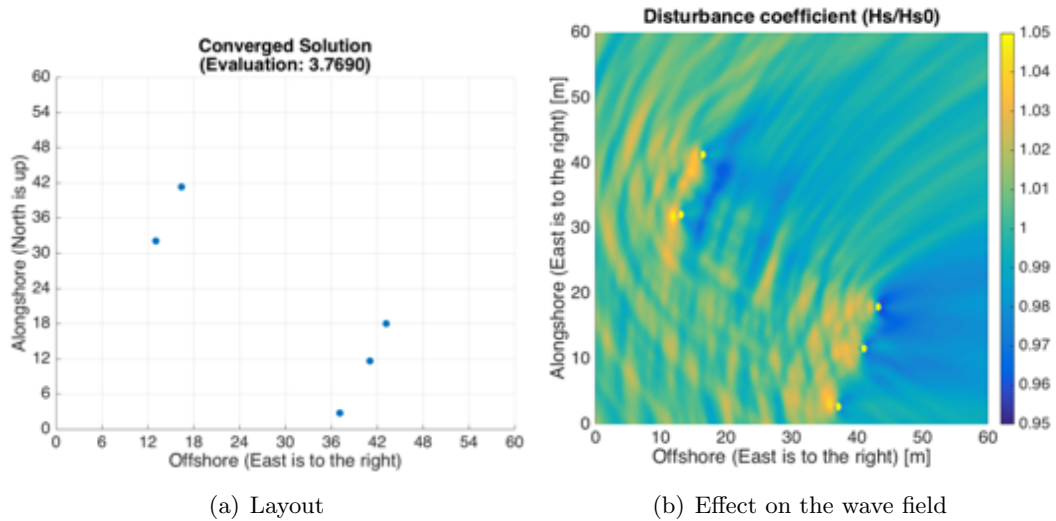 Converged Solution
(Evaluation: 3.7690)
60
54
48
42
36
30
24
18
12
6
0
0 12 18 24 30 36 42 48 54 60
Alongshore (North is up)
Offshore (East is to the right)
(a) Layout
Disturbance coefficient (Hs/Hs0)
60
50
40
30
20
10
0
0 10 20 30 40 50 60
Alongshore (East is to the right) [m]
Offshore (East is to the right) [m]
1.05
1.04
1.03
1.02
1.01
1
0.99
0.98
0.97
0.96
0.95
(b) Effect on the wave field